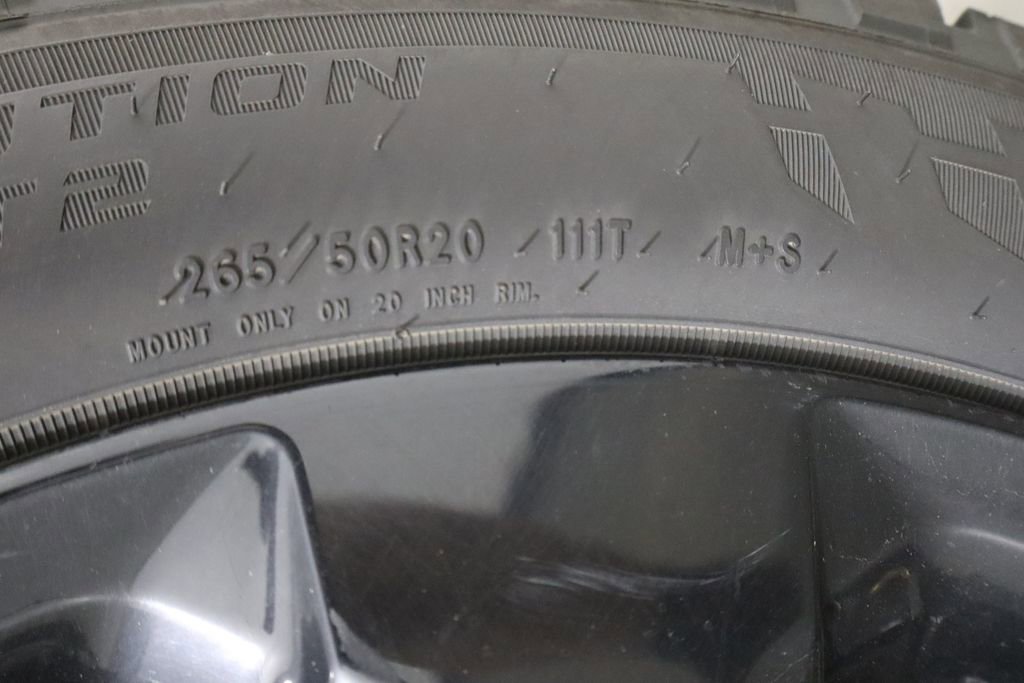 TION
T2
265/50R20 111T M+S
MOUNT ONLY ON 20 INCH RIM.